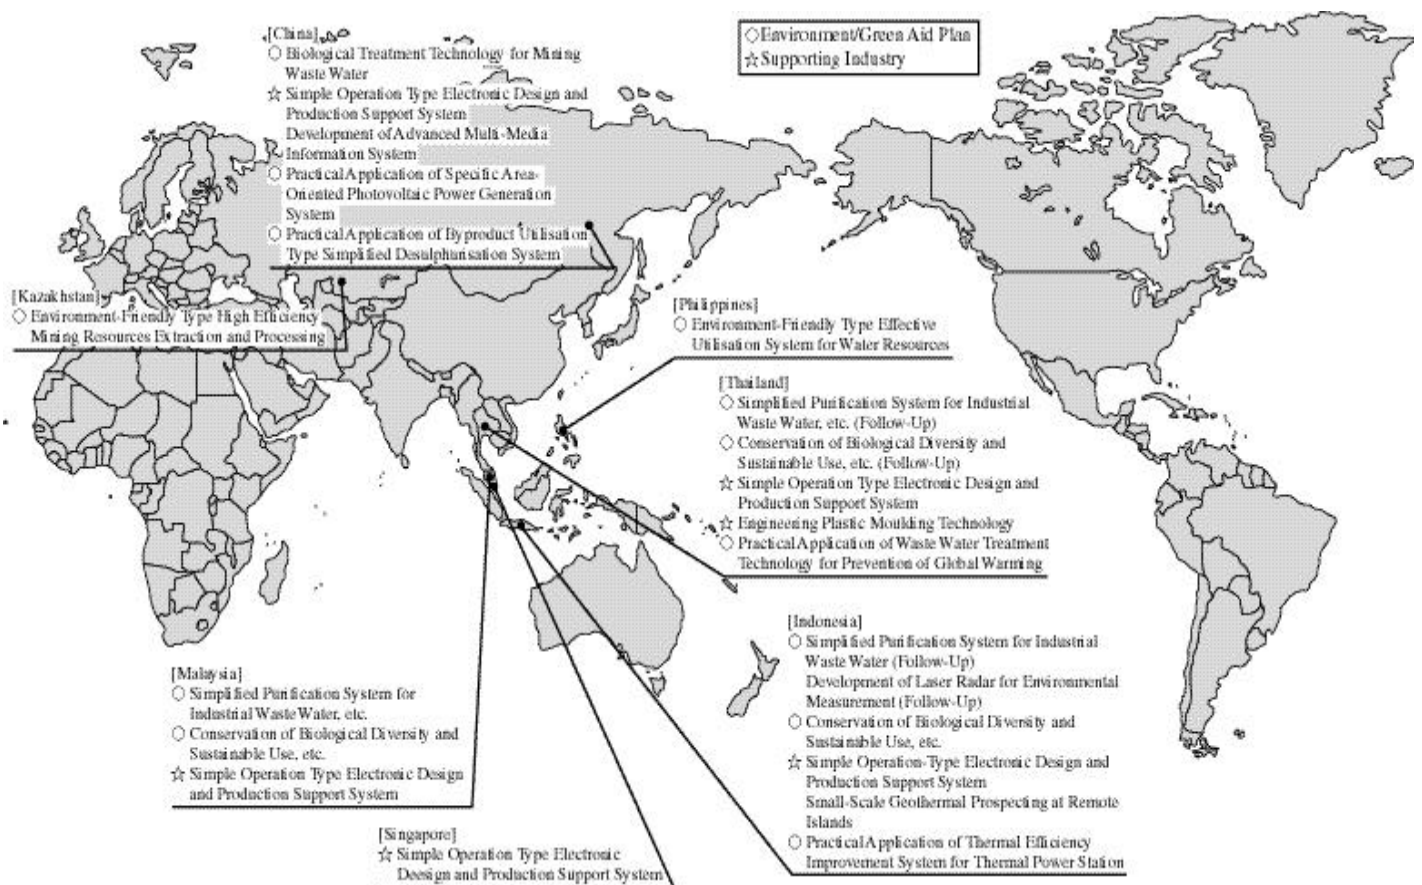 [China]
◇ Biological Treatment Technology for Mining
Waste Water
☆ Simple Operation Type Electronic Design and
Production Support System
Development of Advanced Multi-Media
Information System
◇ Practical Application of Specific Area-
Oriented Photovoltaic Power Generation
System
◇ Practical Application of Byproduct Utilisation
Type Simplified Desulphurisation System
◇ Environment/Green Aid Plan
☆ Supporting Industry
[Kazakhstan]
◇ Environment-Friendly Type High Efficiency
Mining Resources Extraction and Processing
[Philippines]
◇ Environment-Friendly Type Effective
Utilisation System for Water Resources
[Thailand]
◇ Simplified Purification System for Industrial
Waste Water, etc. (Follow-Up)
◇ Conservation of Biological Diversity and
Sustainable Use, etc. (Follow-Up)
☆ Simple Operation Type Electronic Design and
Production Support System
☆ Engineering Plastic Moulding Technology
◇ Practical Application of Waste Water Treatment
Technology for Prevention of Global Warming
[Indonesia]
◇ Simplified Purification System for Industrial
Waste Water (Follow-Up)
Development of Laser Radar for Environmental
Measurement (Follow-Up)
◇ Conservation of Biological Diversity and
Sustainable Use, etc.
☆ Simple Operation-Type Electronic Design and
Production Support System
Small-Scale Geothermal Prospecting at Remote
Islands
◇ Practical Application of Thermal Efficiency
Improvement System for Thermal Power Station
[Malaysia]
◇ Simplified Purification System for
Industrial Waste Water, etc.
◇ Conservation of Biological Diversity and
Sustainable Use, etc.
☆ Simple Operation Type Electronic Design
and Production Support System
[Singapore]
☆ Simple Operation Type Electronic
Deesign and Production Support System